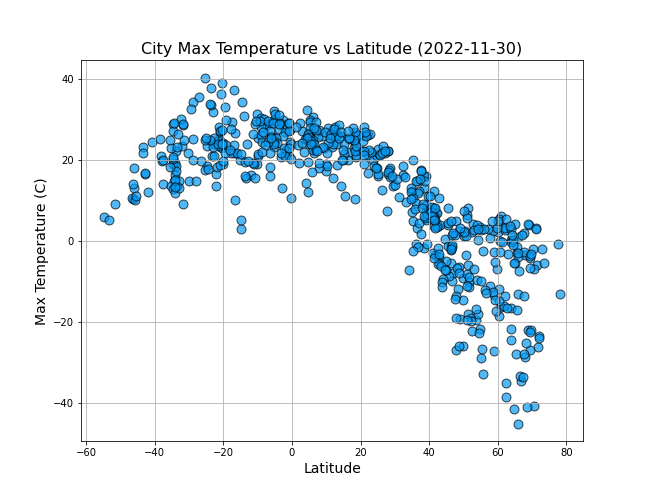 City Max Temperature vs Latitude (2022-11-30)
Max Temperature (C)
40
20
0
−20
−40
−60 −40 −20 0 20 40 60 80
Latitude